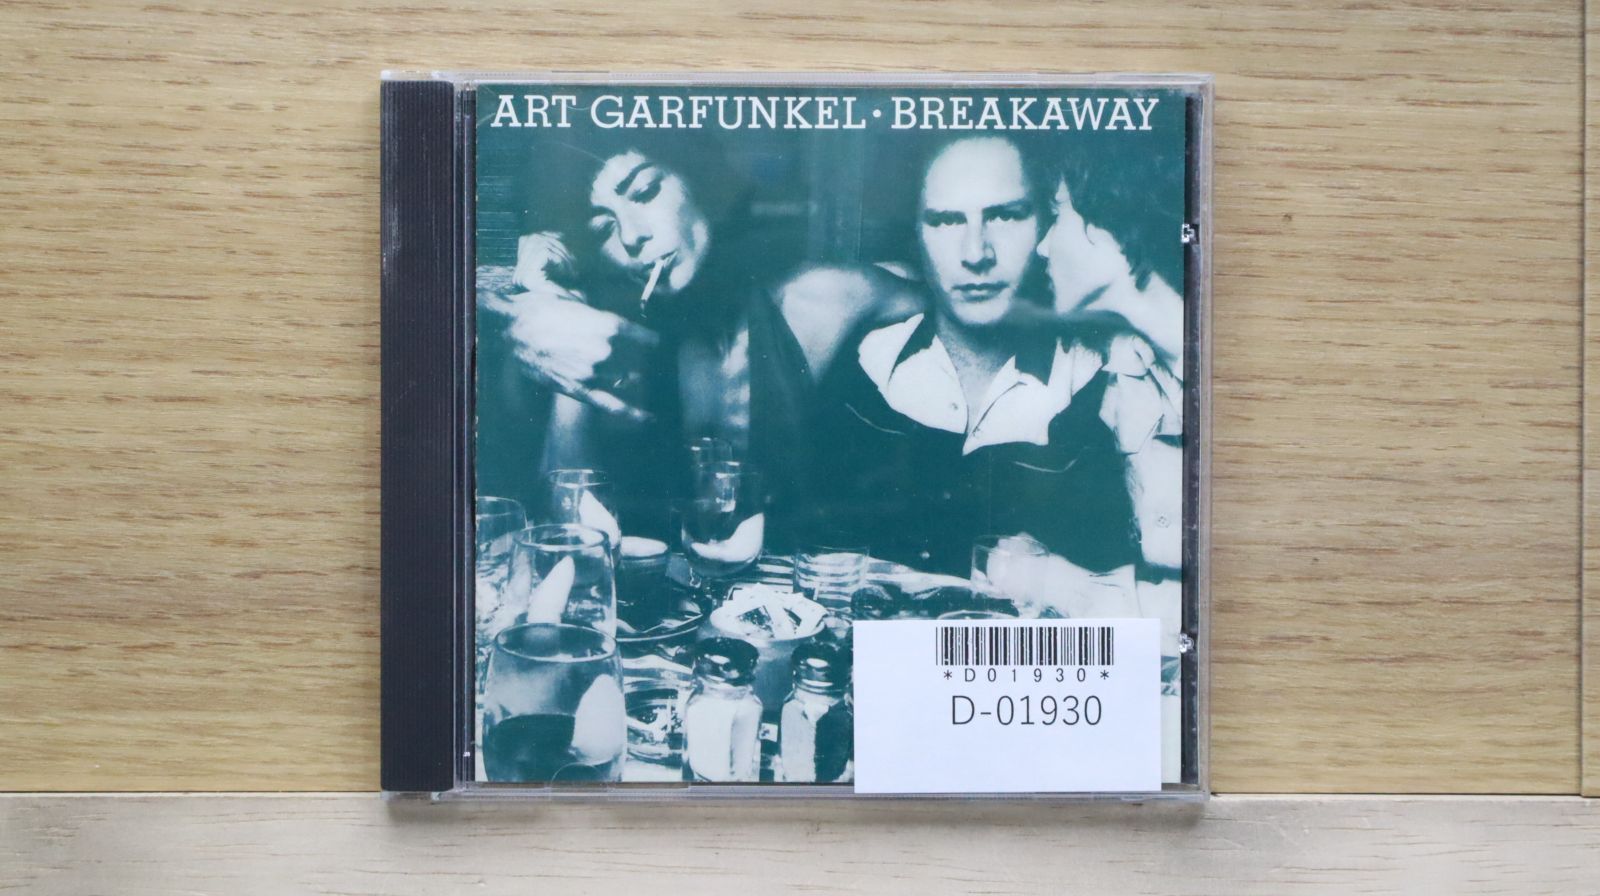 ART GARFUNKEL • BREAKAWAY
*D01930*
D-01930